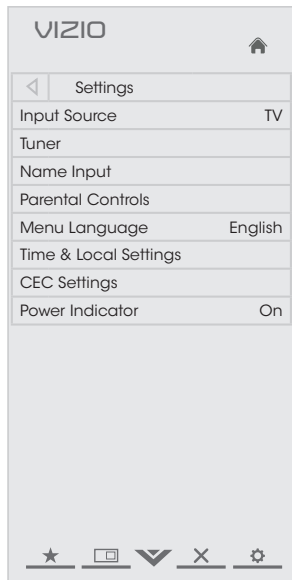 VIZIO
Settings
Input Source TV
Tuner
Name Input
Parental Controls
Menu Language English
Time & Local Settings
CEC Settings
Power Indicator On